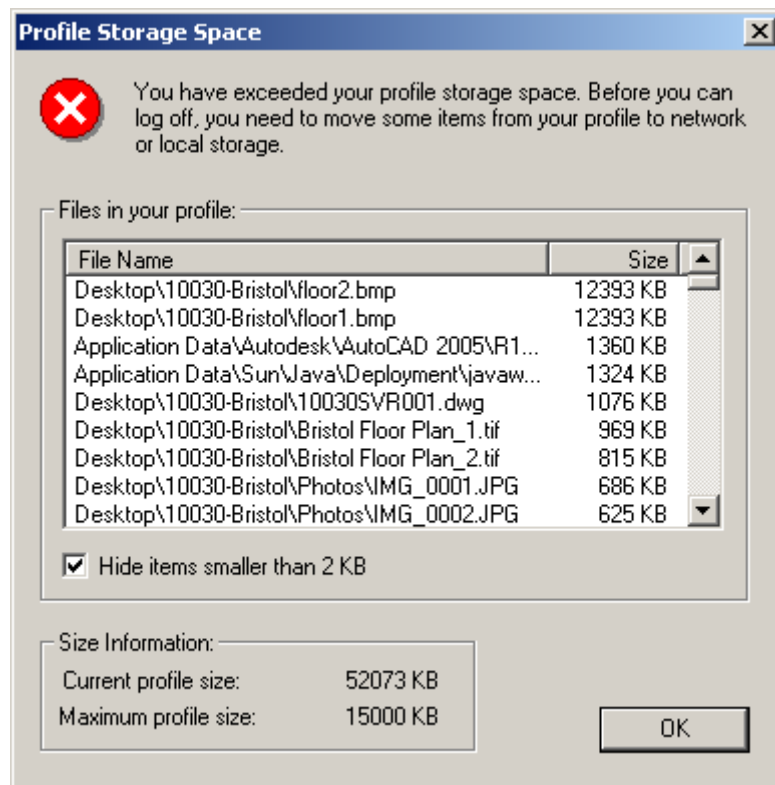 Profile Storage Space
You have exceeded your profile storage space. Before you can
log off, you need to move some items from your profile to network
or local storage.
Files in your profile:
File Name Size
Desktop\10030-Bristol\floor2.bmp 12393 KB
Desktop\10030-Bristol\floor1.bmp 12393 KB
Application Data\Autodesk\AutoCAD 2005\R1... 1360 KB
Application Data\Sun\Java\Deployment\javaw... 1324 KB
Desktop\10030-Bristol\10030SVR001.dwg 1076 KB
Desktop\10030-Bristol\Bristol Floor Plan_1.tif 969 KB
Desktop\10030-Bristol\Bristol Floor Plan_2.tif 815 KB
Desktop\10030-Bristol\Photos\IMG_0001.JPG 686 KB
Desktop\10030-Bristol\Photos\IMG_0002.JPG 625 KB
Hide items smaller than 2 KB
Size Information:
Current profile size: 52073 KB
Maximum profile size: 15000 KB
OK